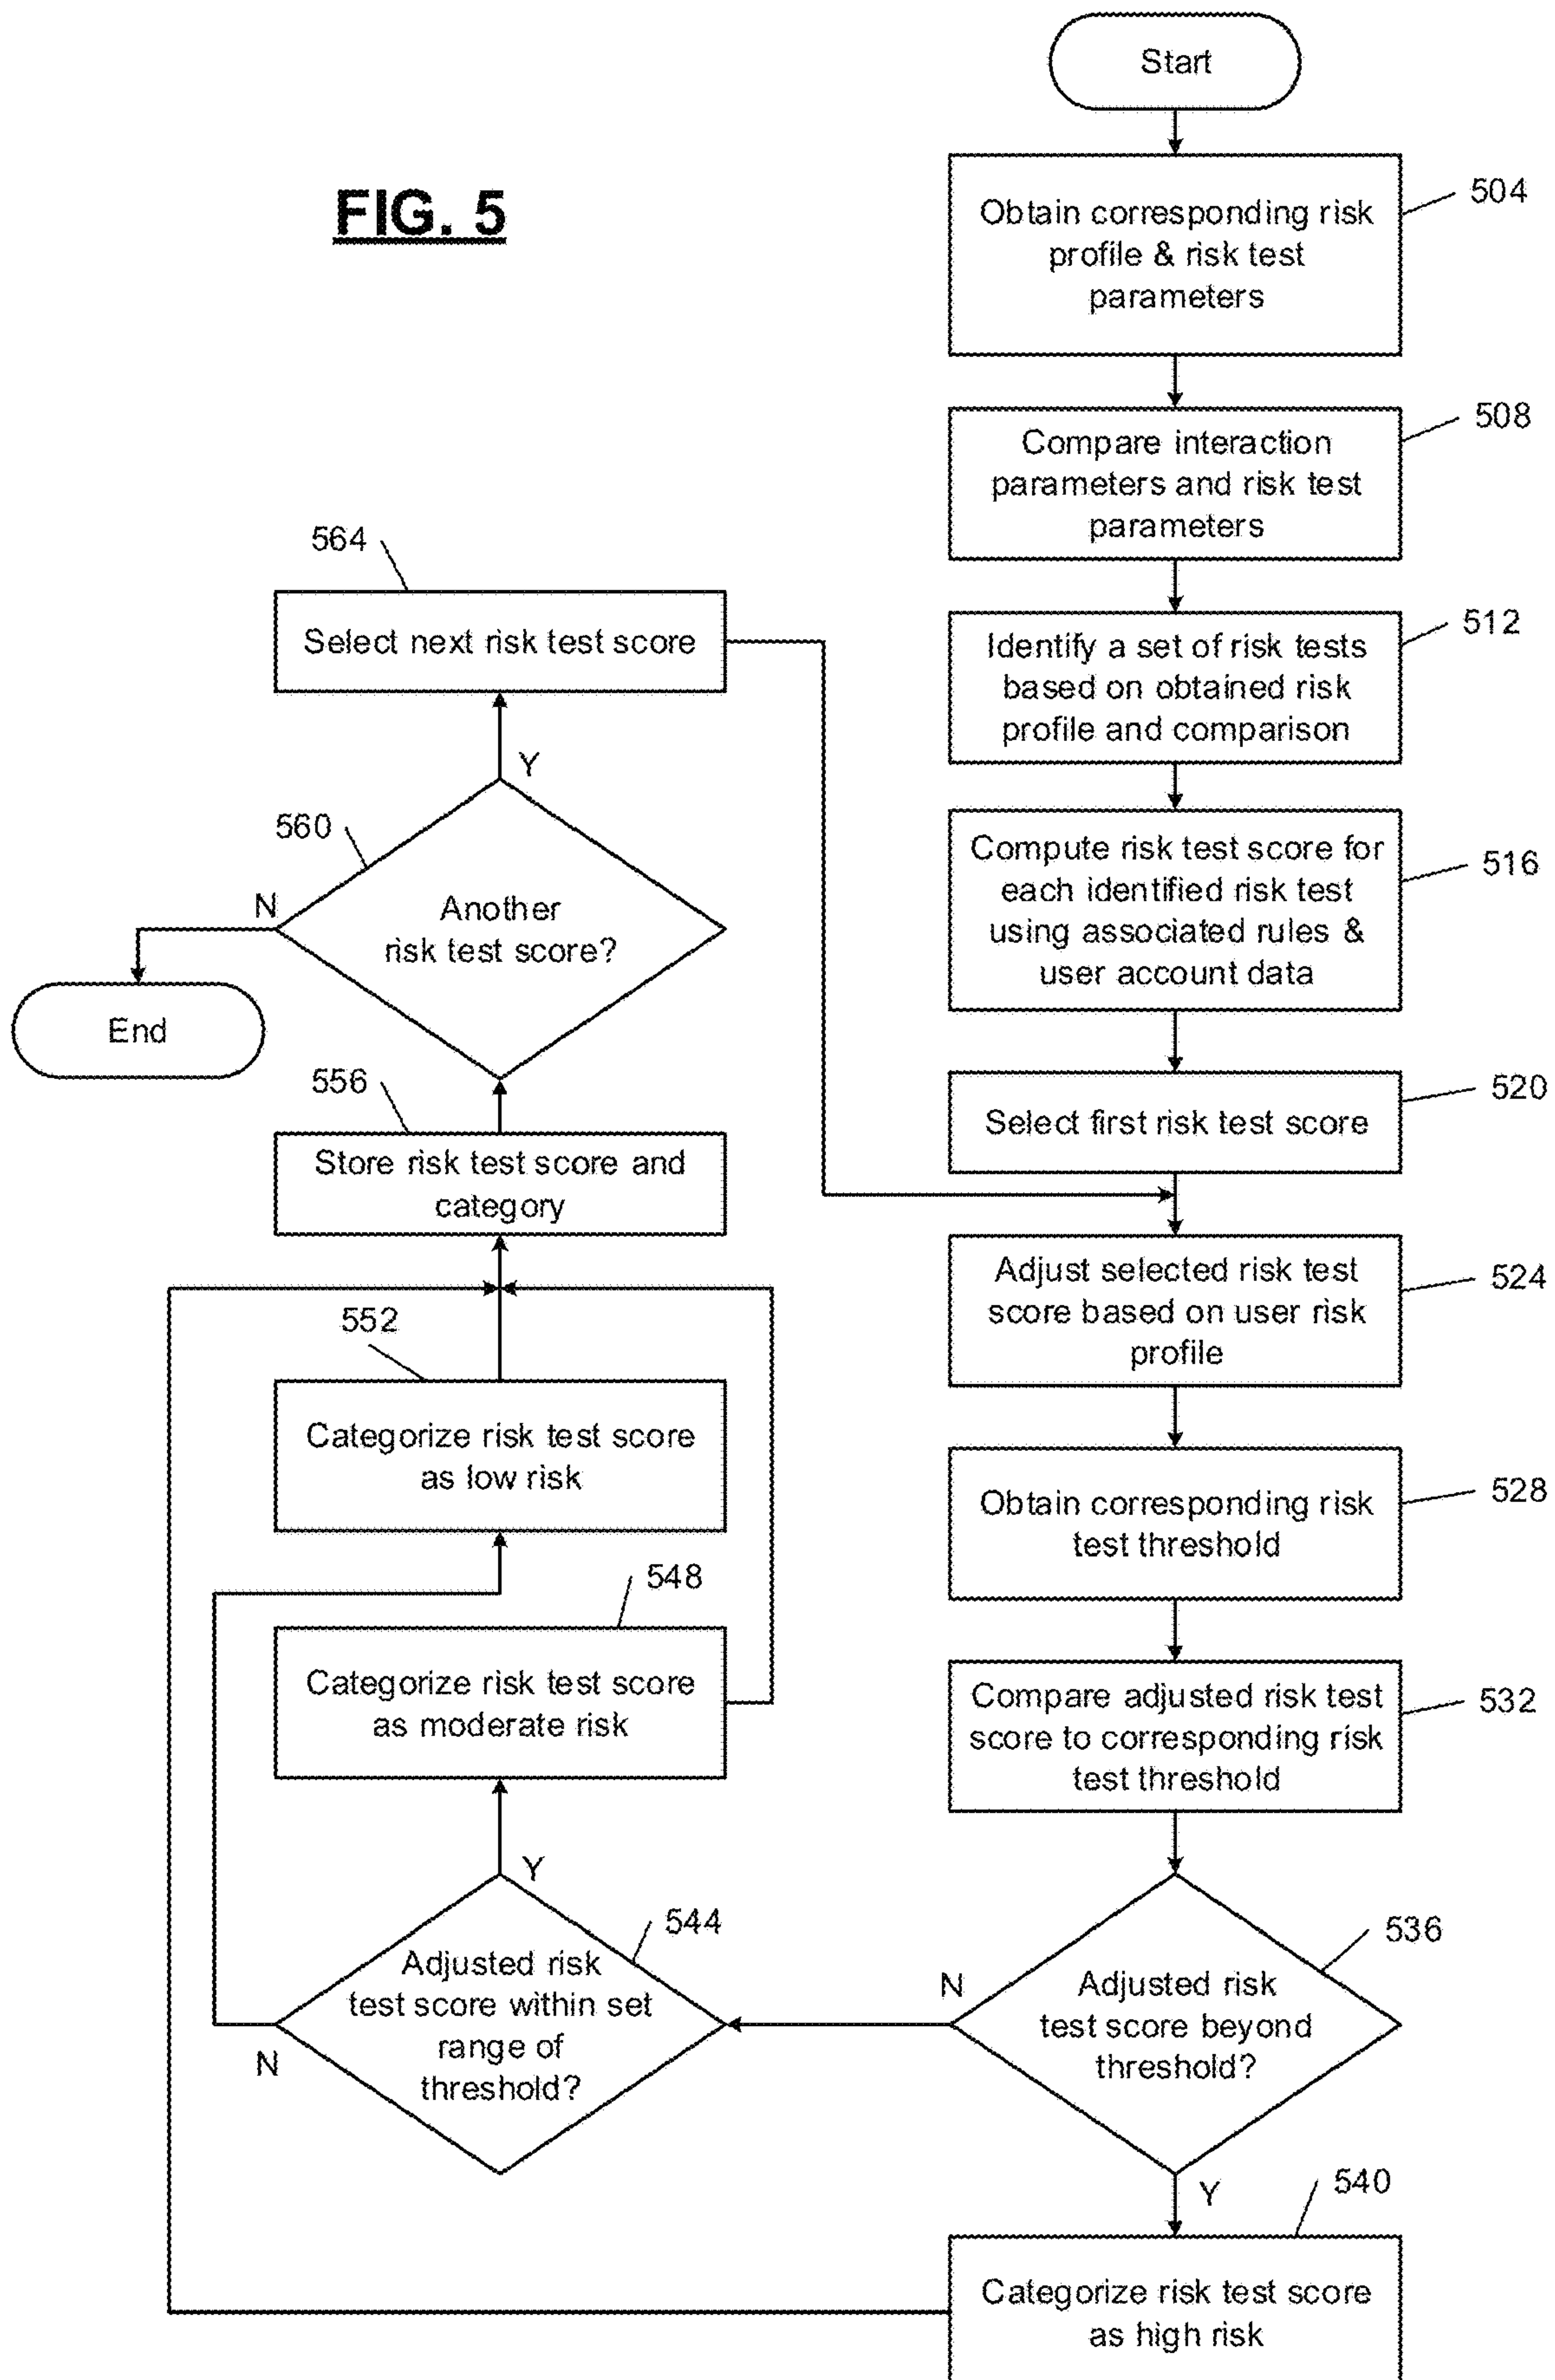 FIG. 5
Start
504
Obtain corresponding risk
profile & risk test
parameters
508
Compare interaction
parameters and risk test
parameters
512
Identify a set of risk tests
based on obtained risk
profile and comparison
516
Compute risk test score for
each identified risk test
using associated rules &
user account data
520
Select first risk test score
524
Adjust selected risk test
score based on user risk
profile
528
Obtain corresponding risk
test threshold
532
Compare adjusted risk test
score to corresponding risk
test threshold
536
Adjusted risk
test score beyond
threshold?
N
Y
540
Categorize risk test score
as high risk
544
Adjusted risk
test score within set
range of
threshold?
Y
N
548
Categorize risk test score
as moderate risk
552
Categorize risk test score
as low risk
556
Store risk test score and
category
560
Another
risk test score?
Y
N
End
564
Select next risk test score